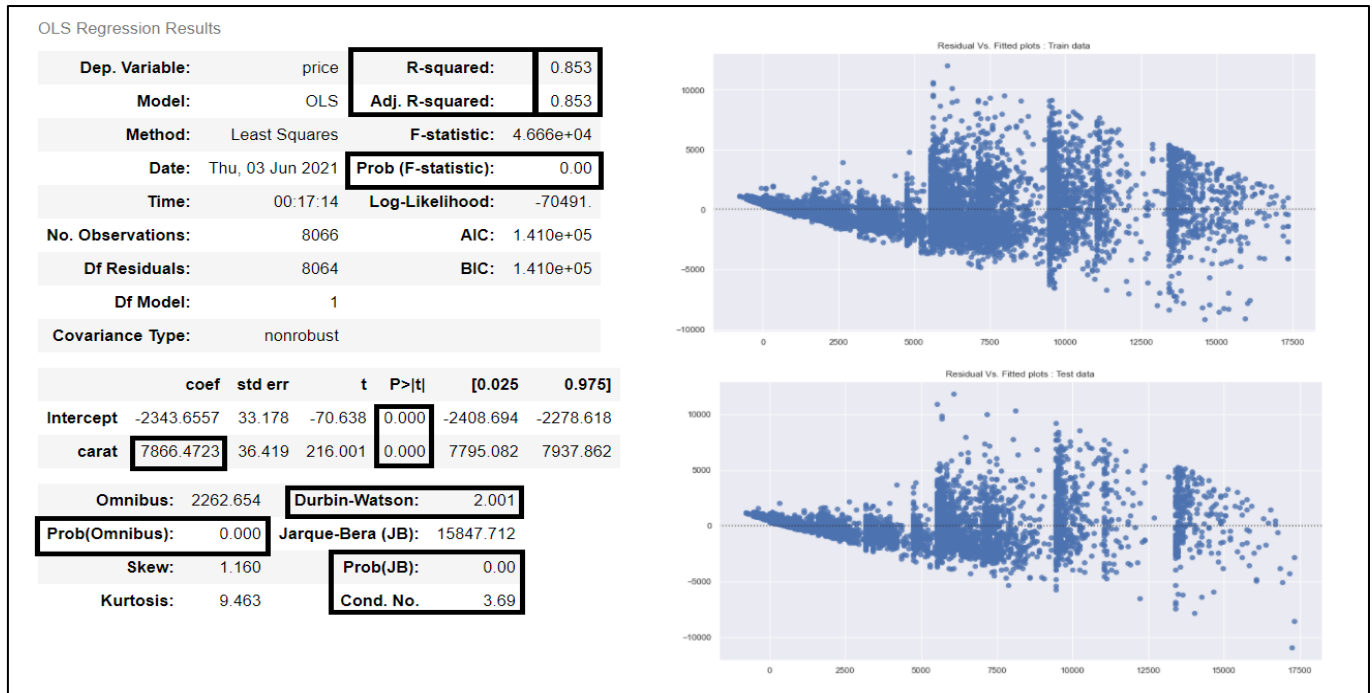 OLS Regression Results
Dep. Variable: price R-squared: 0.853
Model: OLS Adj. R-squared: 0.853
Method: Least Squares F-statistic: 4.666e+04
Date: Thu, 03 Jun 2021 Prob (F-statistic): 0.00
Time: 00:17:14 Log-Likelihood: -70491.
No. Observations: 8066 AIC: 1.410e+05
Df Residuals: 8064 BIC: 1.410e+05
Df Model: 1
Covariance Type: nonrobust
coef std err t P>|t| [0.025 0.975]
Intercept -2343.6557 33.178 -70.638 0.000 -2408.694 -2278.618
carat 7866.4723 36.419 216.001 0.000 7795.082 7937.862
Omnibus: 2262.654 Durbin-Watson: 2.001
Prob(Omnibus): 0.000 Jarque-Bera (JB): 15847.712
Skew: 1.160 Prob(JB): 0.00
Kurtosis: 9.463 Cond. No. 3.69
Residual Vs. Fitted plots : Train data
10000
5000
0
−5000
−10000
0 2500 5000 7500 10000 12500 15000 17500
Residual Vs. Fitted plots : Test data
10000
5000
0
−5000
−10000
0 2500 5000 7500 10000 12500 15000 17500